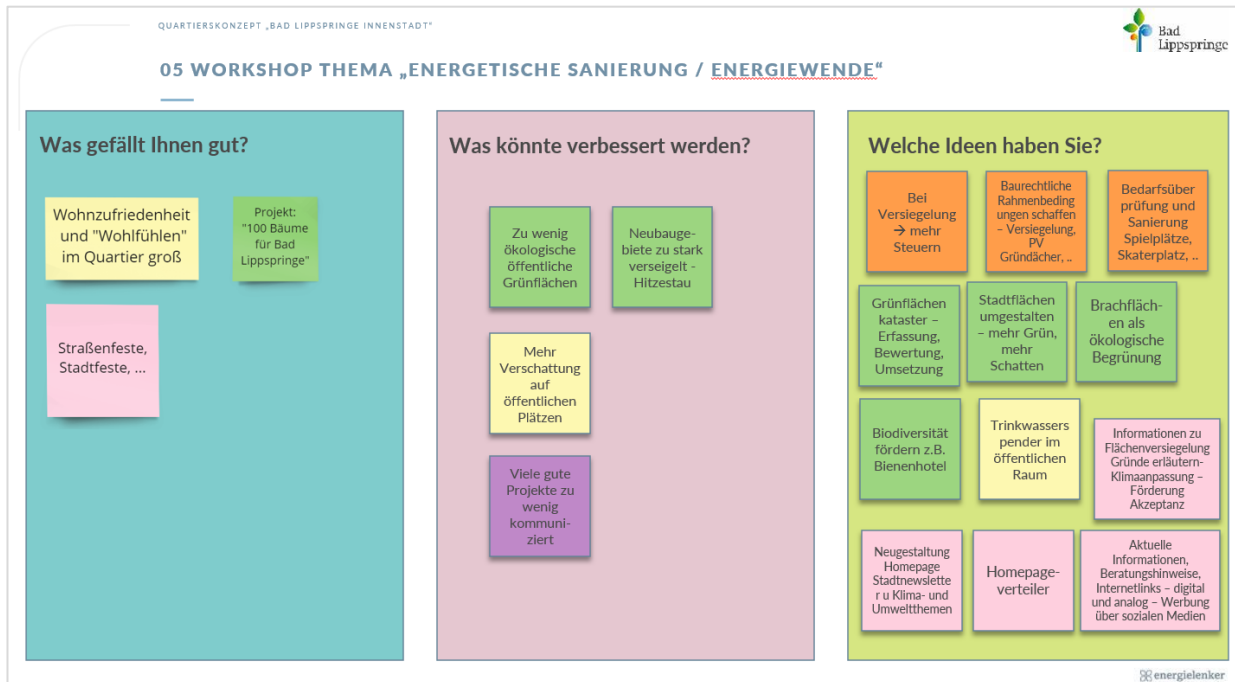 QUARTIERSKONZEPT „BAD LIPPSPRINGE INNENSTADT"
Bad
Lippspringe
05 WORKSHOP THEMA „ENERGETISCHE SANIERUNG / ENERGIEWENDE“
Was gefällt Ihnen gut?
Wohnzufriedenheit
und "Wohlfühlen"
im Quartier groß
Projekt:
"100 Bäume
für Bad
Lippspringe"
Straßenfeste,
Stadtfeste, ...
Was könnte verbessert werden?
Zu wenig
ökologische
öffentliche
Grünflächen
Neubauge-
biete zu stark
verseigelt -
Hitzestau
Mehr
Verschattung
auf
öffentlichen
Plätzen
Viele gute
Projekte zu
wenig
kommuni-
ziert
Welche Ideen haben Sie?
Bei
Versiegelung
→ mehr
Steuern
Baurechtliche
Rahmenbeding
ungen schaffen
– Versiegelung,
PV
Gründächer, ..
Bedarfsüber
prüfung und
Sanierung
Spielplätze,
Skaterplatz, ..
Grünflächen
kataster –
Erfassung,
Bewertung,
Umsetzung
Stadtflächen
umgestalten
– mehr Grün,
mehr
Schatten
Brachfläch-
en als
ökologische
Begrünung
Biodiversität
fördern z.B.
Bienenhotel
Trinkwassers
pender im
öffentlichen
Raum
Informationen zu
Flächenversiegelung
Gründe erläutern-
Klimaanpassung –
Förderung
Akzeptanz
Neugestaltung
Homepage
Stadtnewslette
r u Klima- und
Umweltthemen
Homepage-
verteiler
Aktuelle
Informationen,
Beratungshinweise,
Internetlinks – digital
und analog – Werbung
über sozialen Medien
energielenker